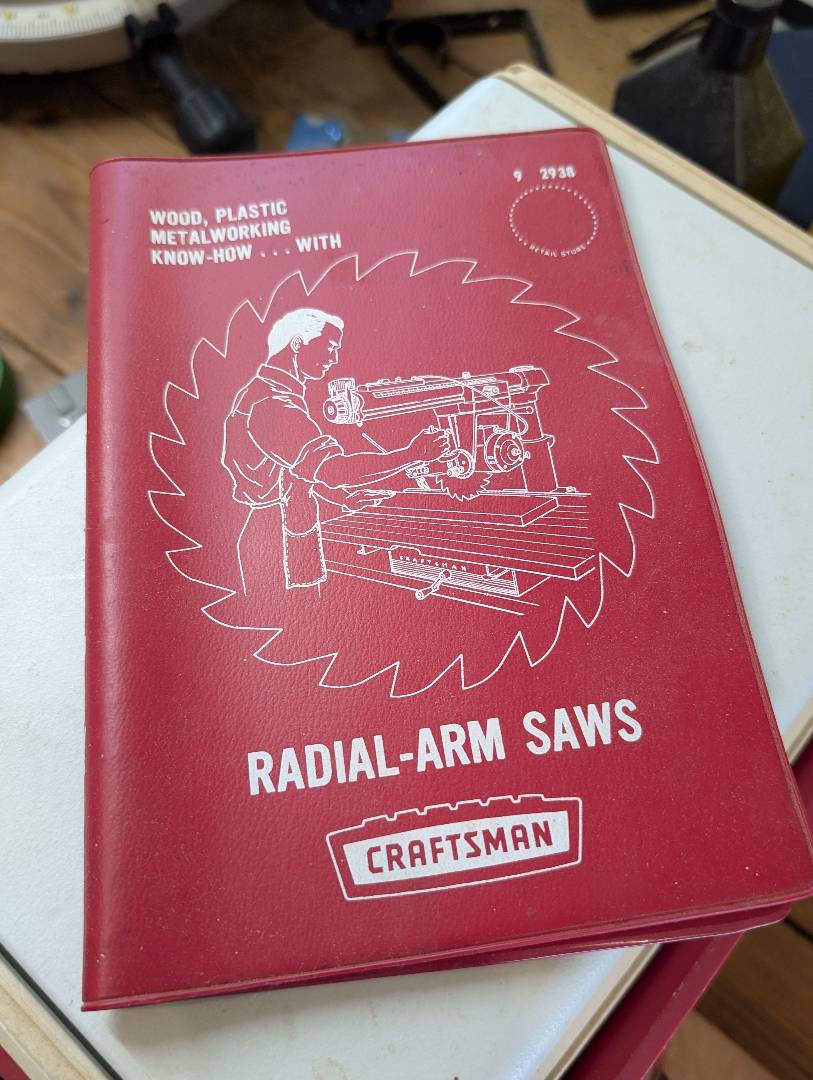 WOOD, PLASTIC
METALWORKING
KNOW-HOW . . . WITH
9 2938
RETAIL STORE
CRAFTSMAN
RADIAL-ARM SAWS
CRAFTSMAN